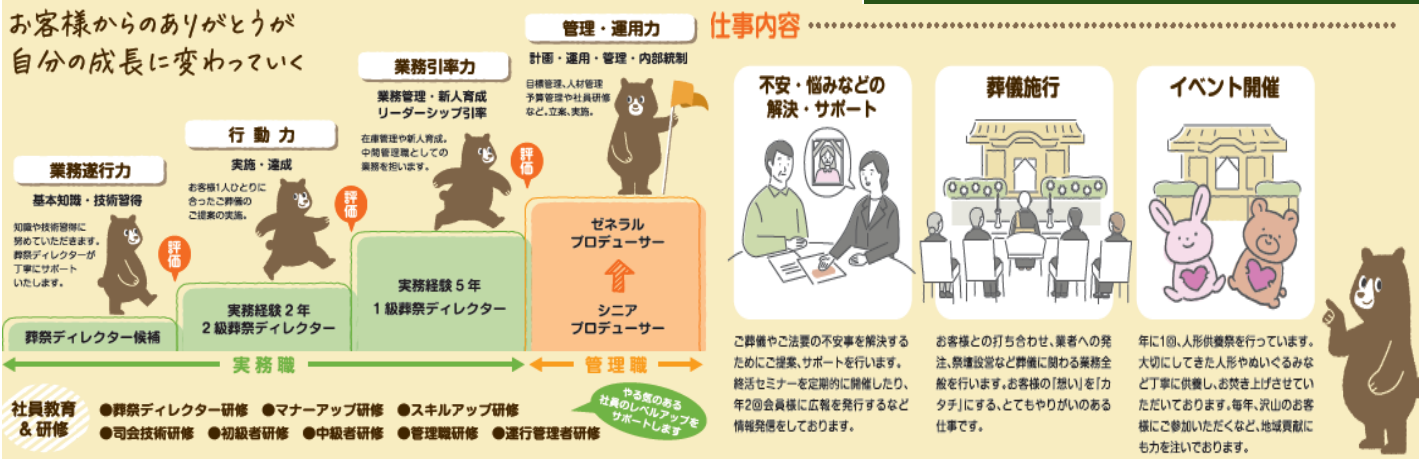 お客様からのありがとうが
自分の成長に変わっていく
業務遂行力
基本知識・技術習得
知識や技術習得に
努めていただきます。
葬祭ディレクターが
丁寧にサポート
いたします。
評価
葬祭ディレクター候補
行動力
実施・達成
お客様1人ひとりに
合ったご葬儀の
ご提案の実施。
評価
実務経験2年
2級葬祭ディレクター
業務引率力
業務管理・新人育成
リーダーシップ引率
在庫管理や新人育成。
中間管理職としての
業務を担います。
評価
実務経験5年
1級葬祭ディレクター
管理・運用力
計画・運用・管理・内部統制
目標管理、人材管理
予算管理や社員研修
など。立案、実施。
ゼネラル
プロデューサー
シニア
プロデューサー
実務職
管理職
社員教育
&研修
●葬祭ディレクター研修 ●マナーアップ研修 ●スキルアップ研修
●司会技術研修 ●初級者研修 ●中級者研修 ●管理職研修 ●運行管理者研修
やる気のある
社員のレベルアップを
サポートします
仕事内容
不安・悩みなどの
解決・サポート
ご葬儀やご法要の不安事を解決する
ためにご提案、サポートを行います。
終活セミナーを定期的に開催したり、
年2回会員様に広報を発行するなど
情報発信をしております。
葬儀施行
お客様との打ち合わせ、業者への発
注、祭壇設営など葬儀に関わる業務全
般を行います。お客様の「想い」を「カ
タチ」にする、とてもやりがいのある
仕事です。
イベント開催
年に1回、人形供養祭を行っています。
大切にしてきた人形やぬいぐるみな
ど丁寧に供養し、お焚き上げさせてい
ただいております。毎年、沢山のお客
様にご参加いただくなど、地域貢献に
も力を注いでおります。